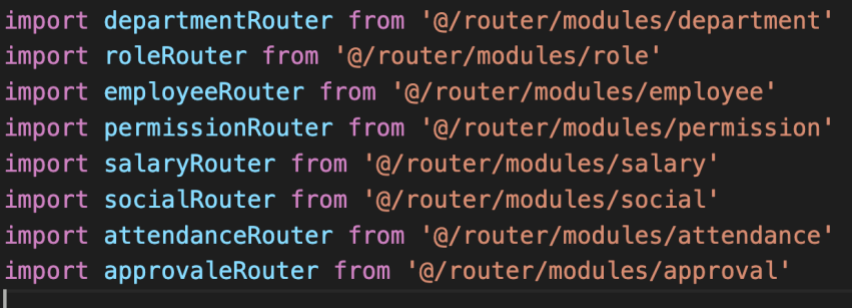 import departmentRouter from '@/router/modules/department'
import roleRouter from '@/router/modules/role'
import employeeRouter from '@/router/modules/employee'
import permissionRouter from '@/router/modules/permission'
import salaryRouter from '@/router/modules/salary'
import socialRouter from '@/router/modules/social'
import attendanceRouter from '@/router/modules/attendance'
import approvaleRouter from '@/router/modules/approval'